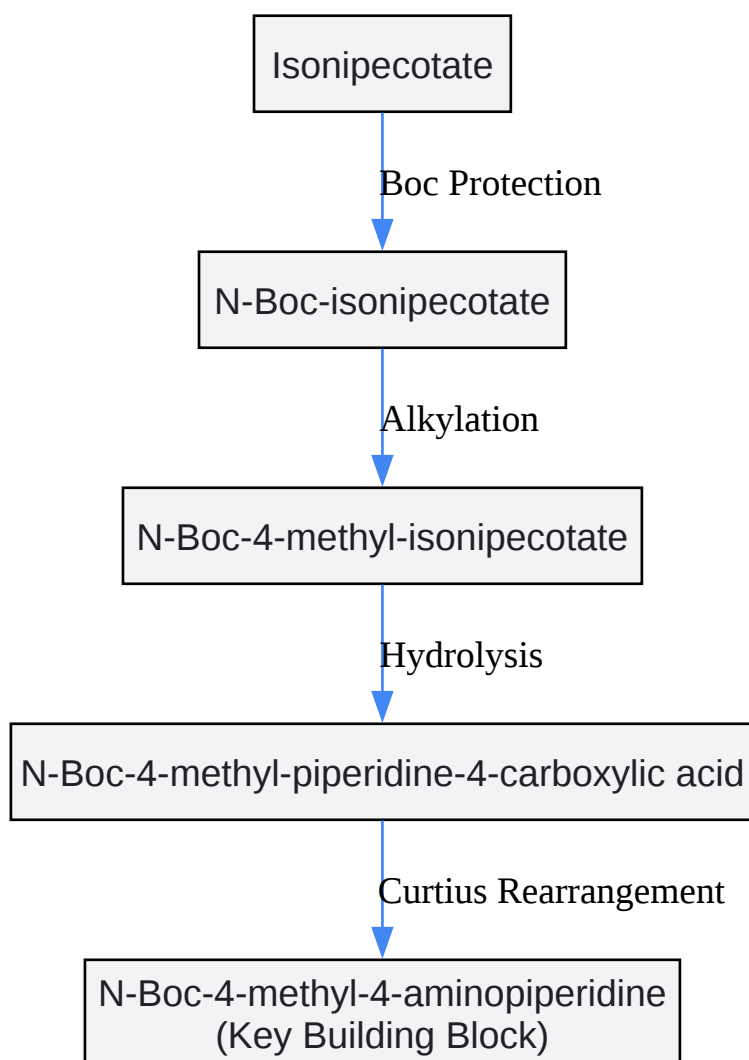 Isonipecotate
Boc Protection
N-Boc-isonipecotate
Alkylation
N-Boc-4-methyl-isonipecotate
Hydrolysis
N-Boc-4-methyl-piperidine-4-carboxylic acid
Curtius Rearrangement
N-Boc-4-methyl-4-aminopiperidine
(Key Building Block)